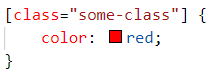 [class="some-class"] {
    color: red;
}